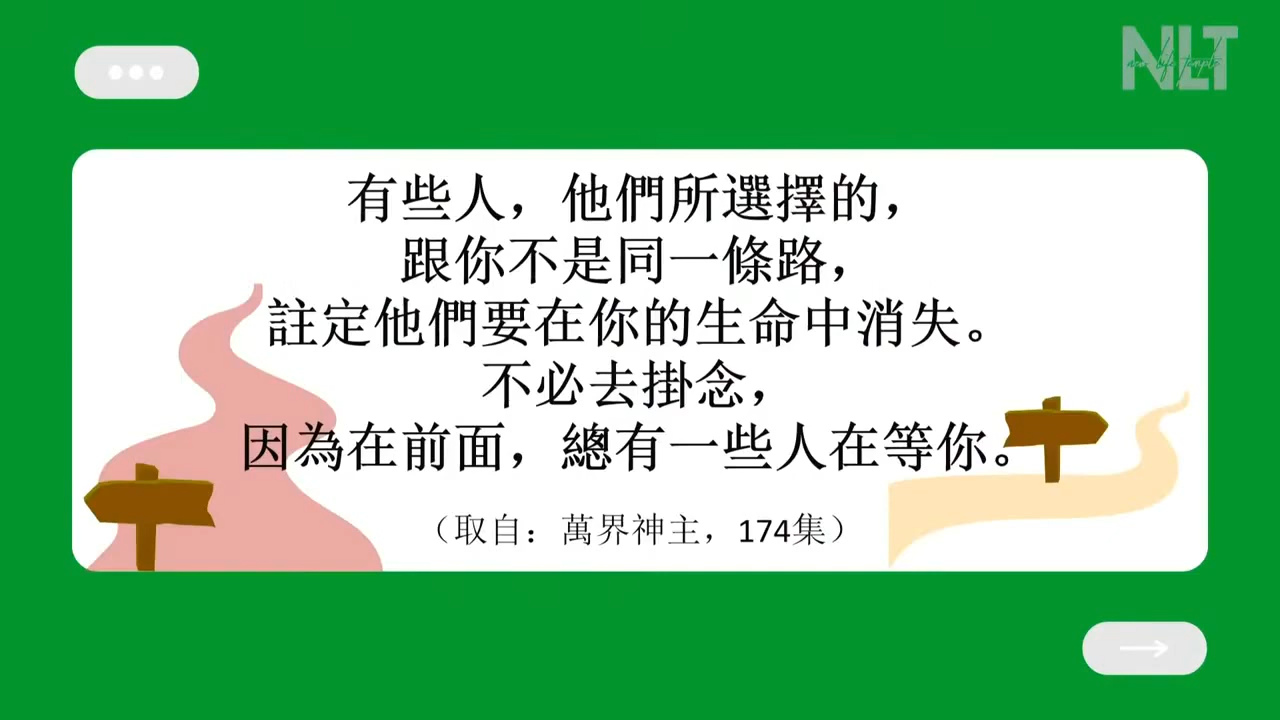 NLT
new life temple
有些人，他們所選擇的，
跟你不是同一條路，
註定他們要在你的生命中消失。
不必去掛念，
因為在前面，總有一些人在等你。
（取自：萬界神主，174集）